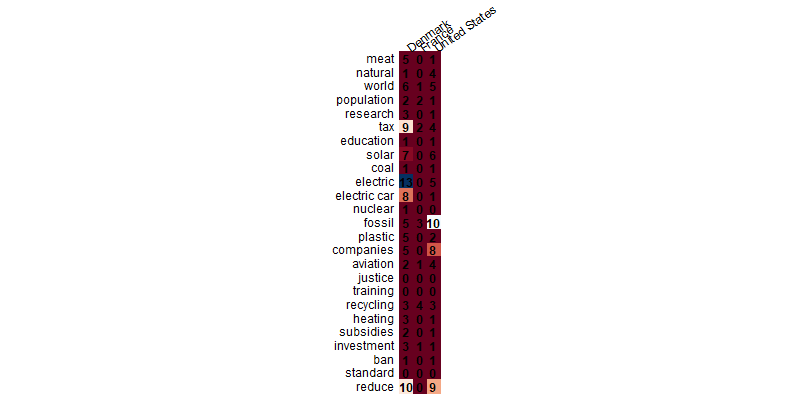 Denmark France United States
meat 5 0 1
natural 1 0 4
world 6 1 5
population 2 2 1
research 3 0 1
tax 9 2 4
education 1 0 1
solar 7 0 6
coal 1 0 1
electric 13 0 5
electric car 8 0 1
nuclear 1 0 0
fossil 5 3 10
plastic 5 0 2
companies 5 0 8
aviation 2 1 4
justice 0 0 0
training 0 0 0
recycling 3 4 3
heating 3 0 1
subsidies 2 0 1
investment 3 1 1
ban 1 0 1
standard 0 0 0
reduce 10 0 9